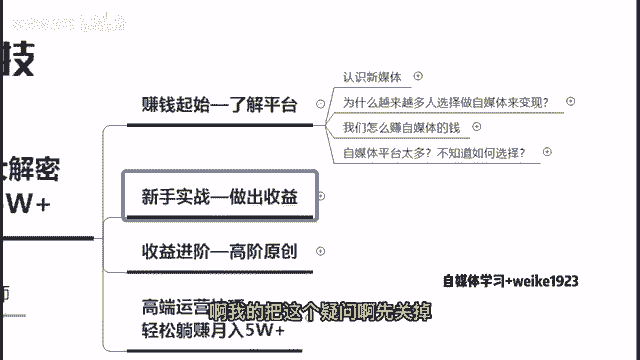 技
解密
W+
师
赚钱起始—了解平台
认识新媒体
为什么越来越多人选择做自媒体来变现？
我们怎么赚自媒体的钱
自媒体平台太多？不知道如何选择？
新手实战—做出收益
收益进阶—高阶原创
自媒体学习+weike1923
高端运营
轻松躺赚月入5W+
啊我的把这个疑问啊先关掉